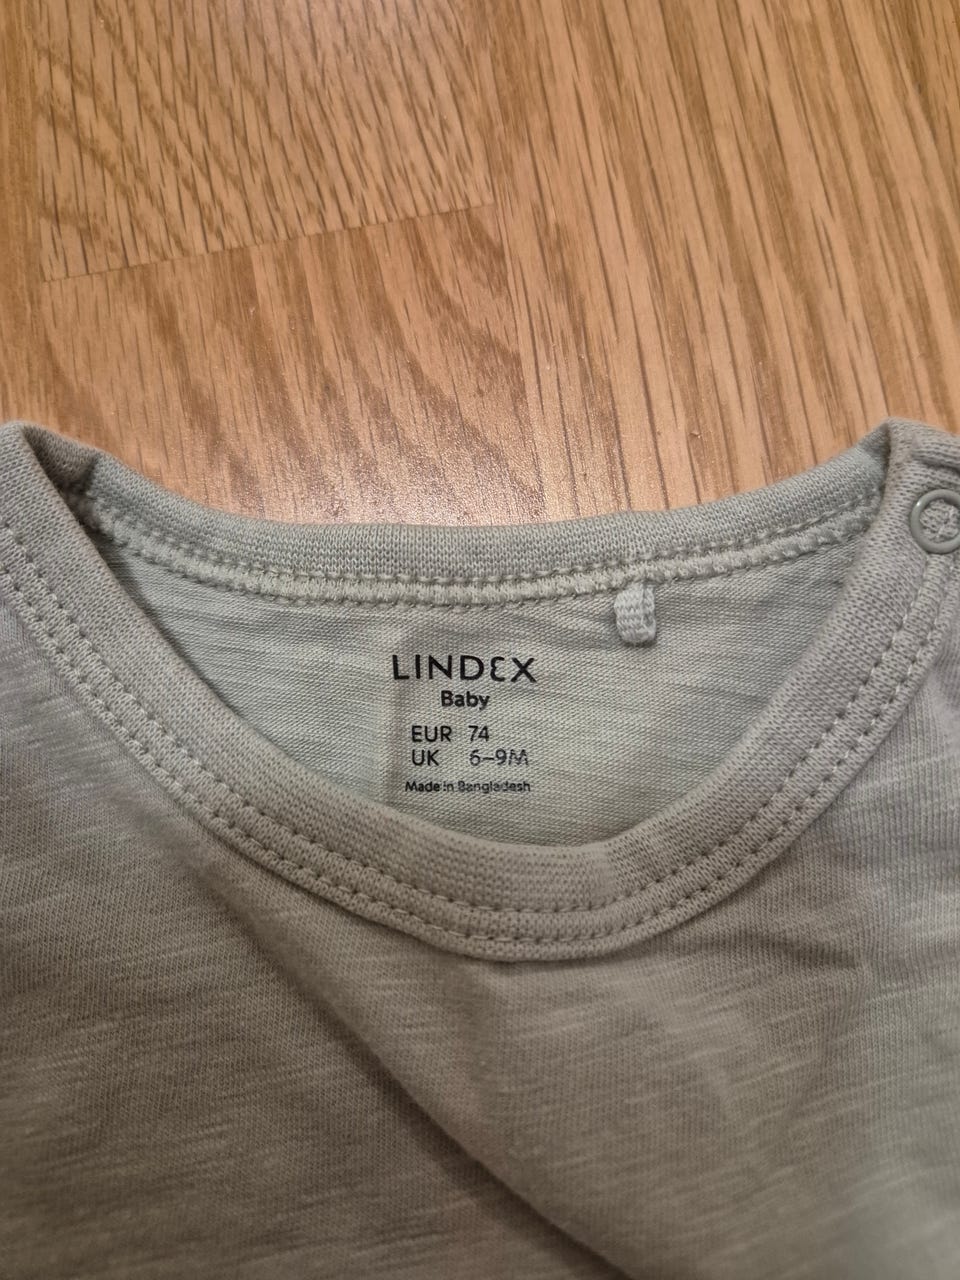 LINDEX
Baby
EUR 74
UK 6–9M
Made in Bangladesh